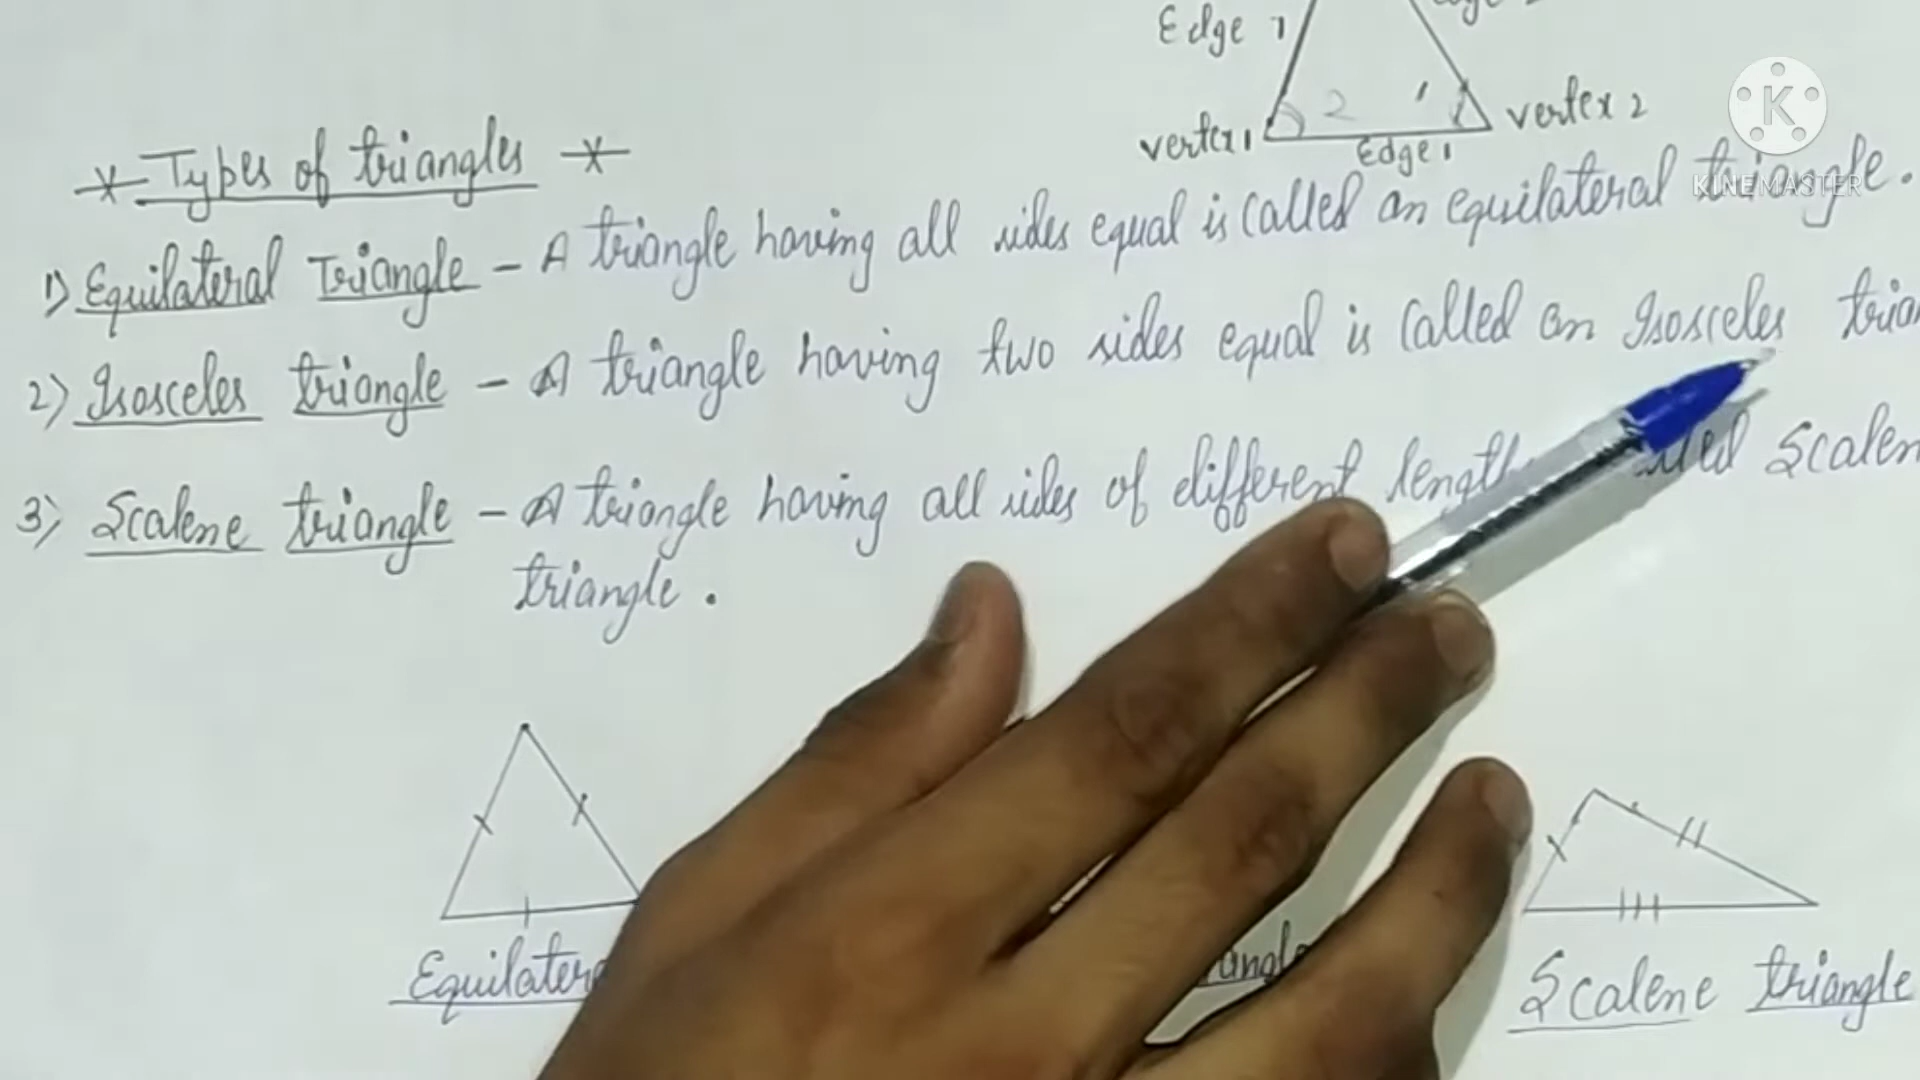 Edge 1
vertex 1
2 1
vertex 2
Edge 1
KINEMASTER
Types of triangles
1) Equilateral Triangle - A triangle having all sides equal is called an equilateral triangle.
2) Isosceles triangle - A triangle having two sides equal is called an Isosceles
3) Scalene triangle - A triangle having all sides of different
triangle.
Scalene triangle